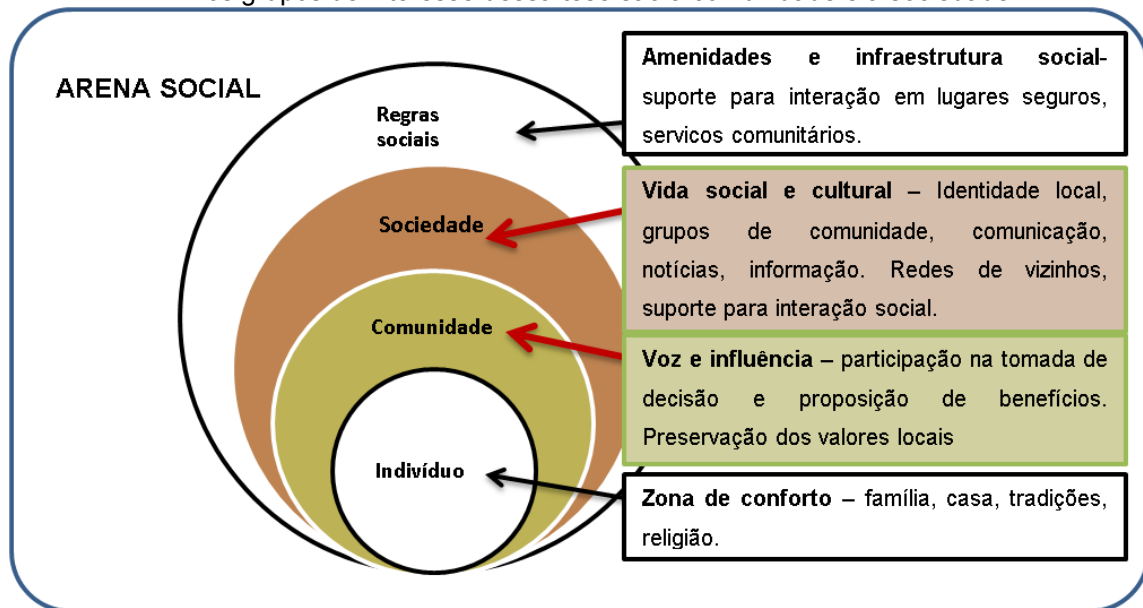 ARENA SOCIAL
Regras
sociais
Sociedade
Comunidade
Indivíduo
Amenidades e infraestrutura social-
suporte para interação em lugares seguros,
servicos comunitários.
Vida social e cultural – Identidade local,
grupos de comunidade, comunicação,
notícias, informação. Redes de vizinhos,
suporte para interação social.
Voz e influência – participação na tomada de
decisão e proposição de benefícios.
Preservação dos valores locais
Zona de conforto – família, casa, tradições,
religião.